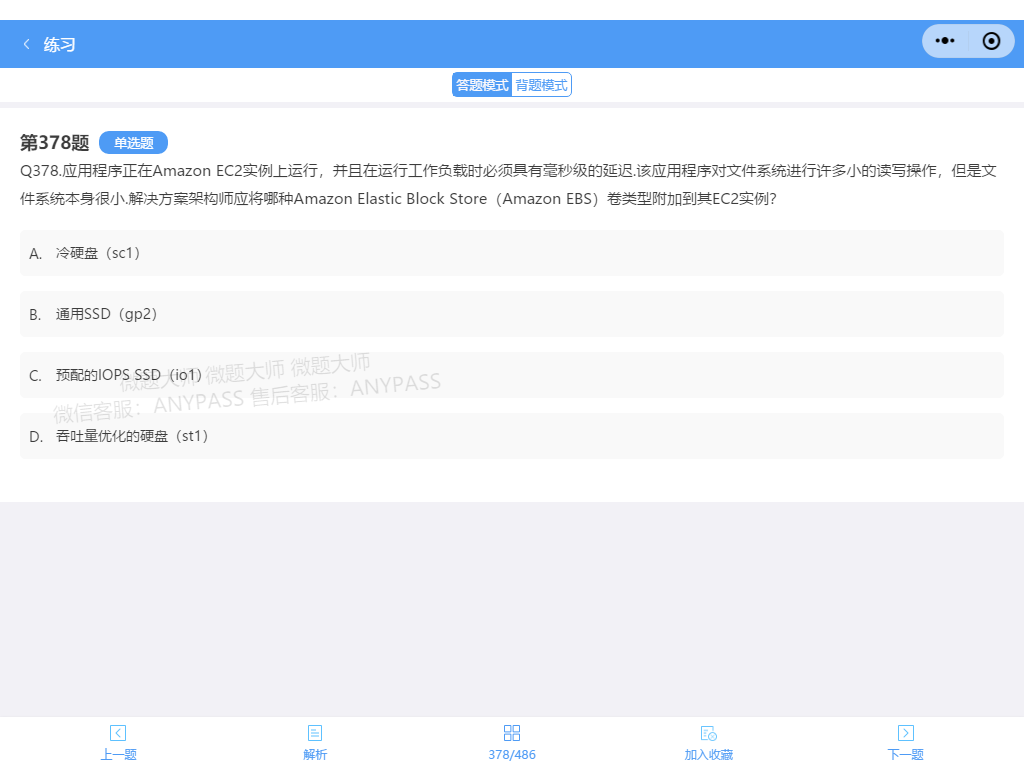 练习
答题模式 背题模式
第378题 单选题
Q378.应用程序正在Amazon EC2实例上运行，并且在运行工作负载时必须具有毫秒级的延迟.该应用程序对文件系统进行许多小的读写操作，但是文
件系统本身很小.解决方案架构师应将哪种Amazon Elastic Block Store（Amazon EBS）卷类型附加到其EC2实例？
A. 冷硬盘（sc1）
B. 通用SSD（gp2）
C. 预配的IOPS SSD（io1）
微题大师 微题大师 微题大师
微信客服：ANYPASS 售后客服：ANYPASS
D. 吞吐量优化的硬盘（st1）
上一题 解析 378/486 加入收藏 下一题